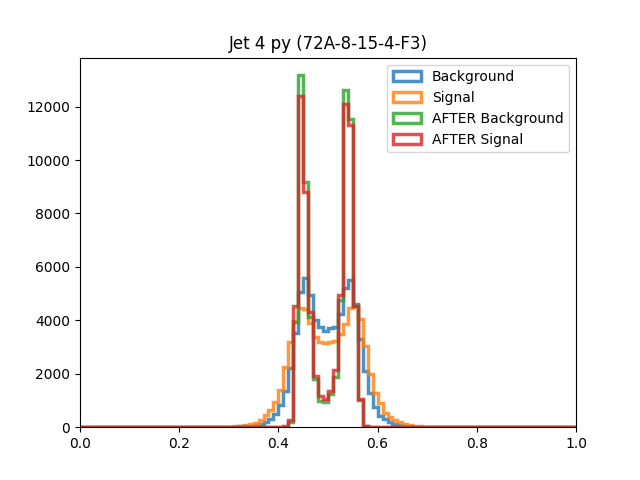 Jet 4 py (72A-8-15-4-F3)
Background
Signal
AFTER Background
AFTER Signal
12000
10000
8000
6000
4000
2000
0
0.0 0.2 0.4 0.6 0.8 1.0